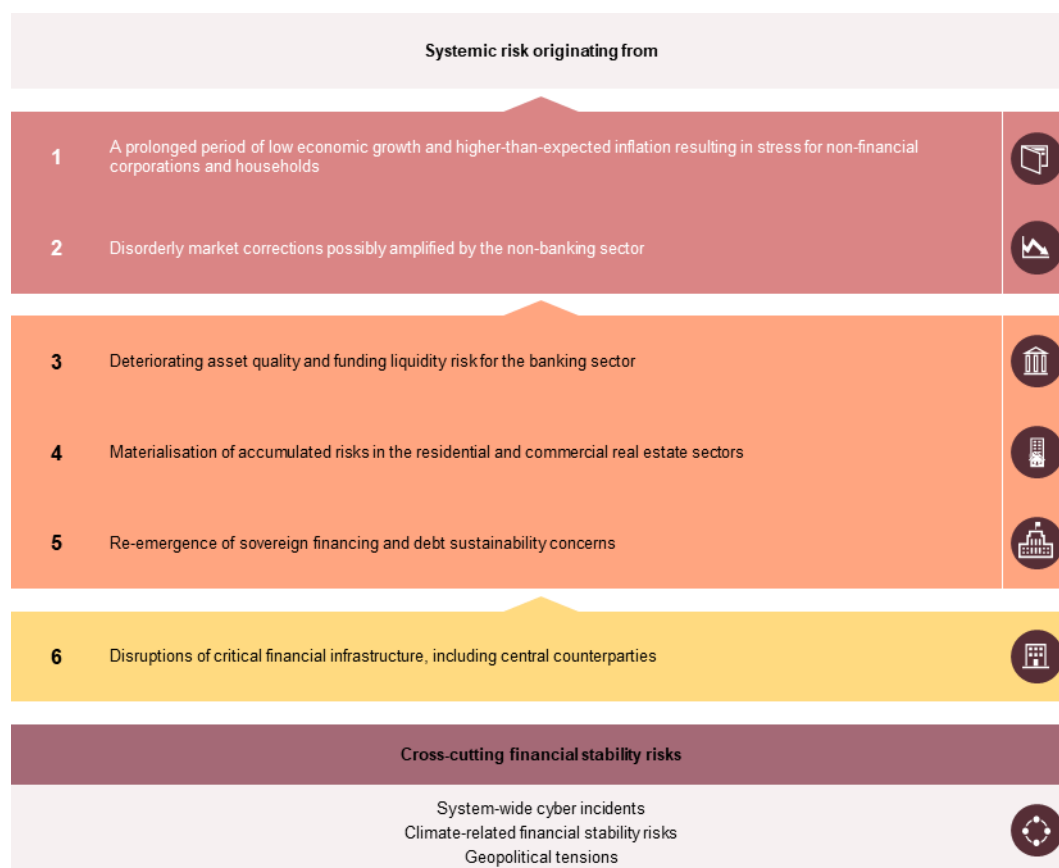 Systemic risk originating from
1
A prolonged period of low economic growth and higher-than-expected inflation resulting in stress for non-financial
corporations and households
2
Disorderly market corrections possibly amplified by the non-banking sector
3
Deteriorating asset quality and funding liquidity risk for the banking sector
4
Materialisation of accumulated risks in the residential and commercial real estate sectors
5
Re-emergence of sovereign financing and debt sustainability concerns
6
Disruptions of critical financial infrastructure, including central counterparties
Cross-cutting financial stability risks
System-wide cyber incidents
Climate-related financial stability risks
Geopolitical tensions